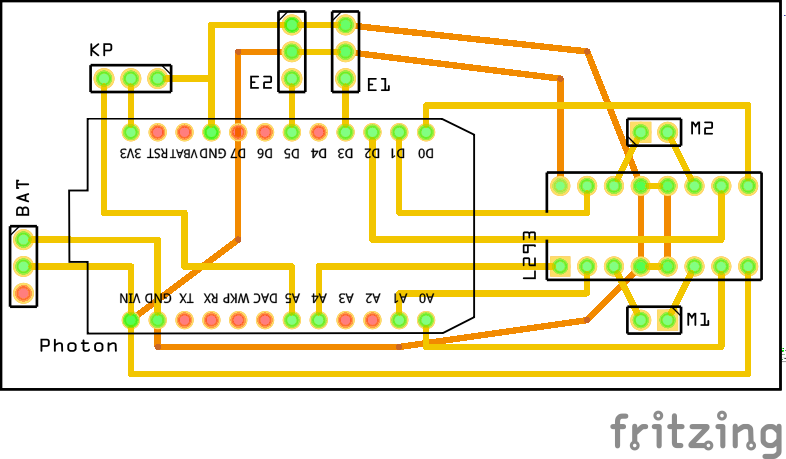 KP
E2
E1
M2
3V3 RST VBAT GND D7 D6 D5 D4 D3 D2 D1 D0
BAT
L293
VIN GND TX RX WKP DAC A5 A4 A3 A2 A1 A0
M1
Photon
fritzing